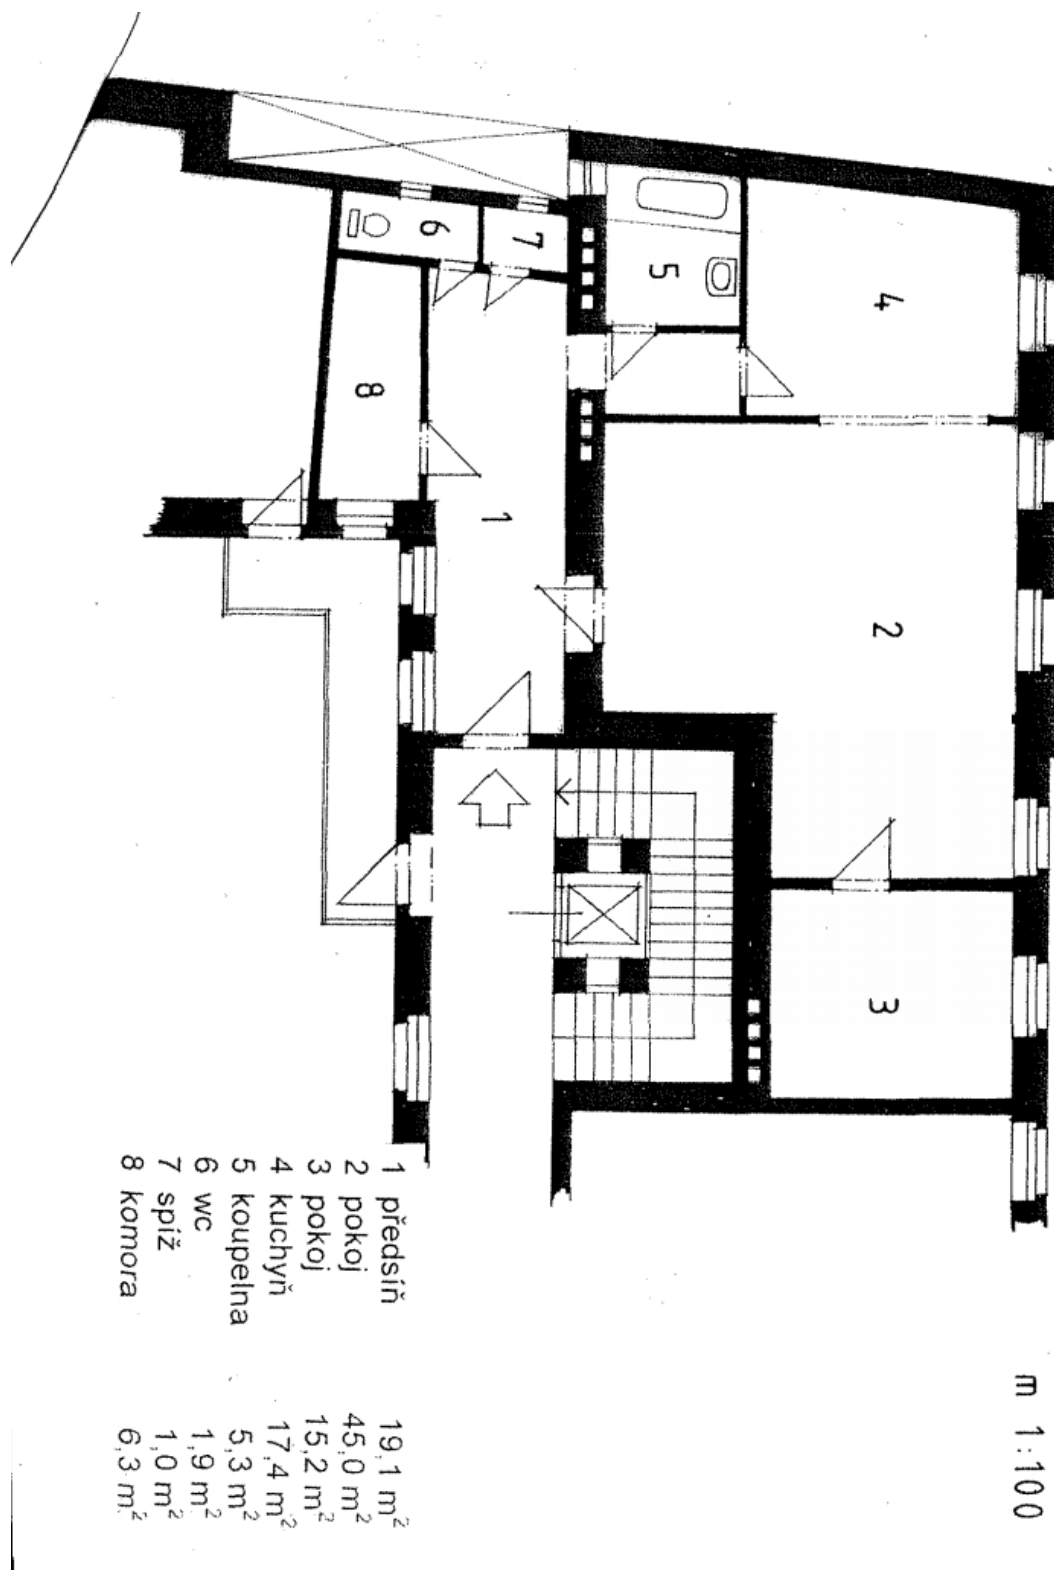 4
5
6
7
8
1
2
3
1 předsíň 19,1 m²
2 pokoj 45,0 m²
3 pokoj 15,2 m²
4 kuchyň 17,4 m²
5 koupelna 5,3 m²
6 wc 1,9 m²
7 spíž 1,0 m²
8 komora 6,3 m²
m 1:100